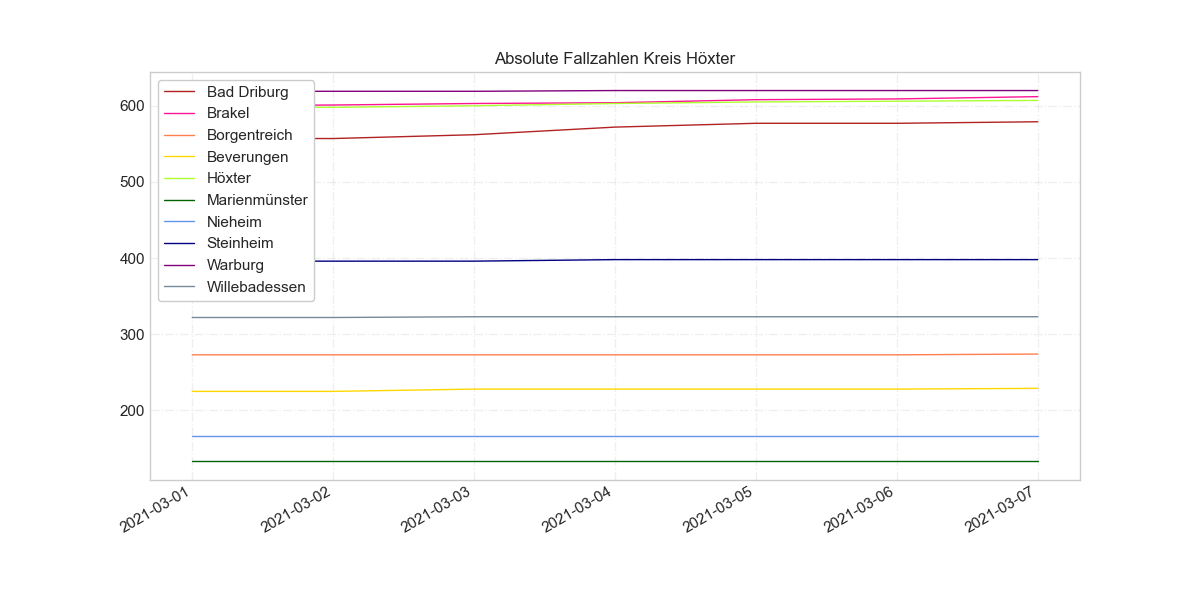 Absolute Fallzahlen Kreis Höxter
Bad Driburg
Brakel
Borgentreich
Beverungen
Höxter
Marienmünster
Nieheim
Steinheim
Warburg
Willebadessen
600
500
400
300
200
2021-03-01
2021-03-02
2021-03-03
2021-03-04
2021-03-05
2021-03-06
2021-03-07